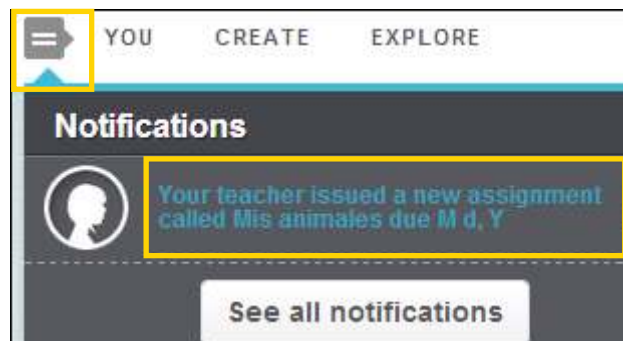 YOU CREATE EXPLORE
Notifications
Your teacher issued a new assignment
called Mis animales due M d, Y
See all notifications